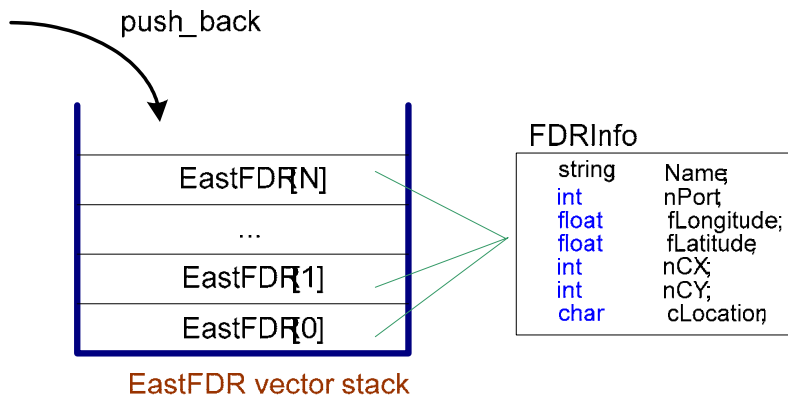 push_back
EastFDR[N]
...
EastFDR[1]
EastFDR[0]
EastFDR vector stack
FDRInfo
string Name;
int nPort;
float fLongitude;
float fLatitude;
int nCX;
int nCY;
char cLocation;